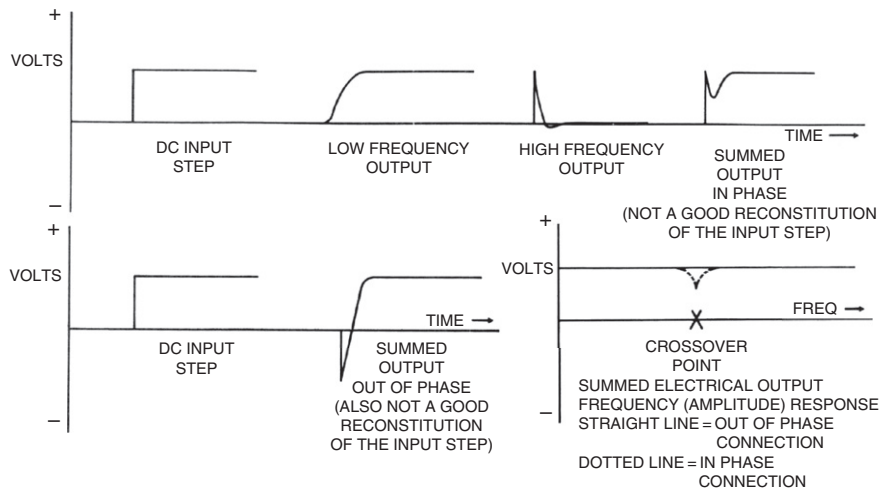 +
VOLTS
DC INPUT
STEP
LOW FREQUENCY
OUTPUT
HIGH FREQUENCY
OUTPUT
TIME
SUMMED
OUTPUT
IN PHASE
(NOT A GOOD RECONSTITUTION
OF THE INPUT STEP)
–
+
VOLTS
DC INPUT
STEP
TIME
SUMMED
OUTPUT
OUT OF PHASE
(ALSO NOT A GOOD
RECONSTITUTION
OF THE INPUT STEP)
–
+
VOLTS
FREQ
X
CROSSOVER
POINT
SUMMED ELECTRICAL OUTPUT
FREQUENCY (AMPLITUDE) RESPONSE
STRAIGHT LINE = OUT OF PHASE
CONNECTION
DOTTED LINE = IN PHASE
CONNECTION
–